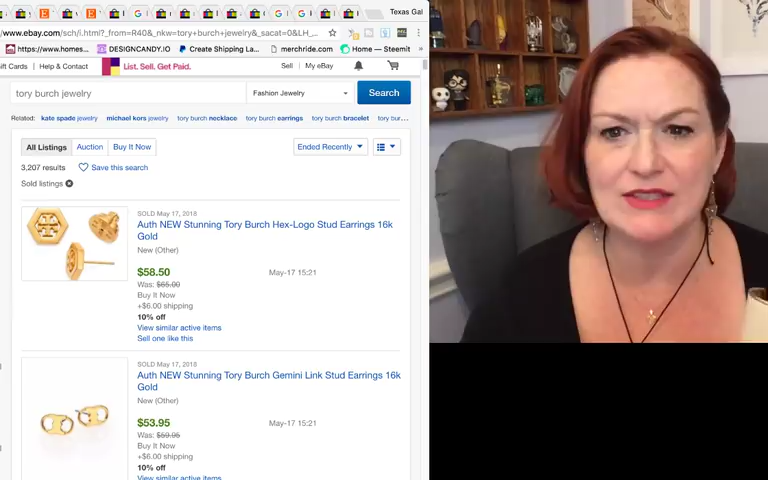 Texas Gal
www.ebay.com/sch/i.html?_from=R40&_nkw=tory+burch+jewelry&_sacat=0&LH_...
https://www.homes... DESIGNCANDY.IO Create Shipping La... merchride.com Home — Steemit
ft Cards | Help & Contact List. Sell. Get Paid. Sell My eBay
tory burch jewelry Fashion Jewelry Search
Related: kate spade jewelry michael kors jewelry tory burch necklace tory burch earrings tory burch bracelet tory bur...
All Listings Auction Buy It Now Ended Recently
3,207 results Save this search
Sold listings
SOLD May 17, 2018
Auth NEW Stunning Tory Burch Hex-Logo Stud Earrings 16k
Gold
New (Other)
$58.50 May-17 15:21
Was: $65.00
Buy It Now
+$6.00 shipping
10% off
View similar active items
Sell one like this
SOLD May 17, 2018
Auth NEW Stunning Tory Burch Gemini Link Stud Earrings 16k
Gold
New (Other)
$53.95 May-17 15:21
Was: $59.95
Buy It Now
+$6.00 shipping
10% off
View similar active items